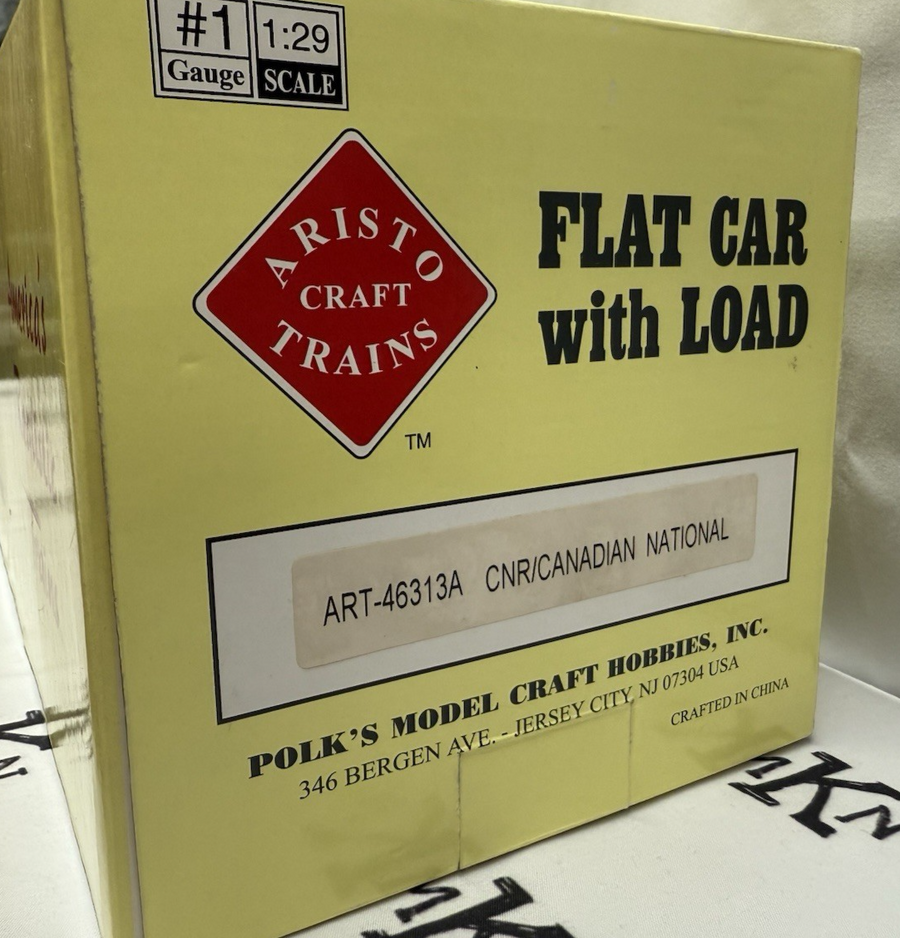 #1 1:29
Gauge SCALE
ARISTO
CRAFT
TRAINS
TM
FLAT CAR
with LOAD
ART-46313A CNR/CANADIAN NATIONAL
POLK'S MODEL CRAFT HOBBIES, INC.
346 BERGEN AVE. - JERSEY CITY, NJ 07304 USA
CRAFTED IN CHINA